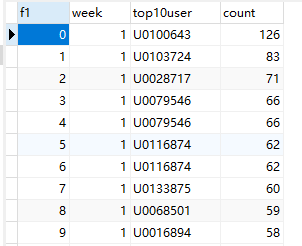 f1 week top10user count
0 1 U0100643 126
1 1 U0103724 83
2 1 U0028717 71
3 1 U0079546 66
4 1 U0079546 66
5 1 U0116874 62
6 1 U0116874 62
7 1 U0133875 60
8 1 U0068501 59
9 1 U0016894 58